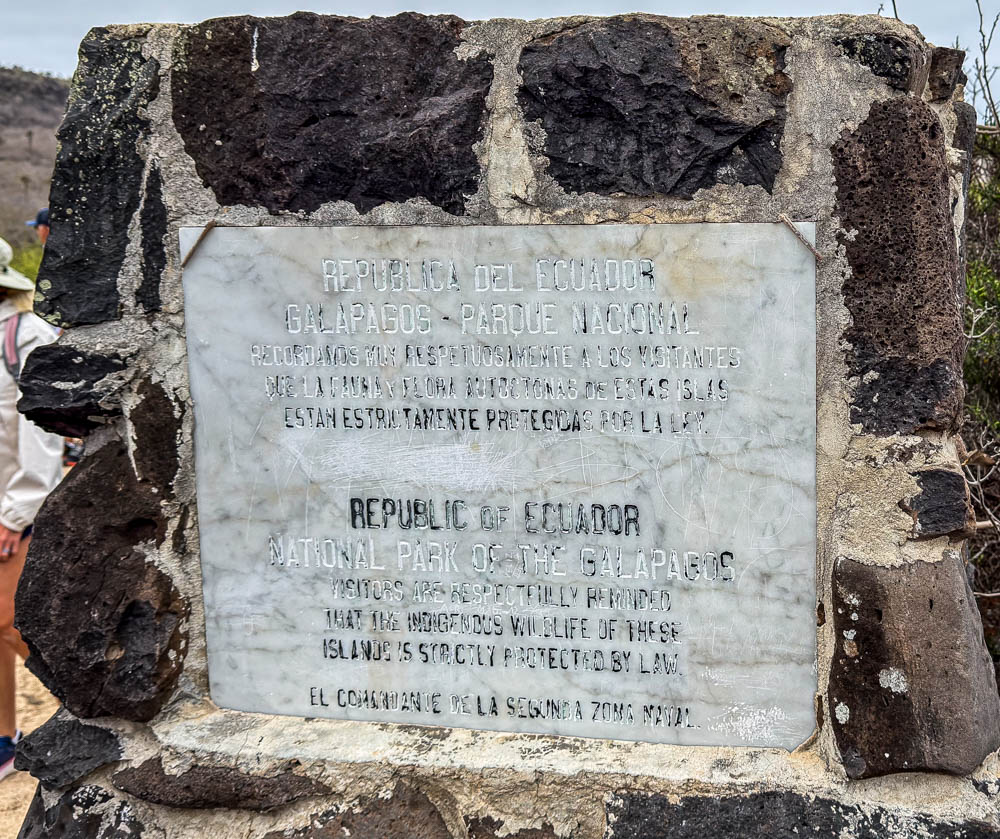 REPUBLICA DEL ECUADOR
GALAPAGOS - PARQUE NACIONAL
RECORDAMOS MUY RESPETUOSAMENTE A LOS VISITANTES
QUE LA FAUNA Y FLORA AUTOCTONAS DE ESTAS ISLAS
ESTAN ESTRICTAMENTE PROTEGIDAS POR LA LEY.
REPUBLIC OF ECUADOR
NATIONAL PARK OF THE GALAPAGOS
VISITORS ARE RESPECTFULLY REMINDED
THAT THE INDIGENOUS WILDLIFE OF THESE
ISLANDS IS STRICTLY PROTECTED BY LAW.
EL COMANDANTE DE LA SEGUNDA ZONA NAVAL.